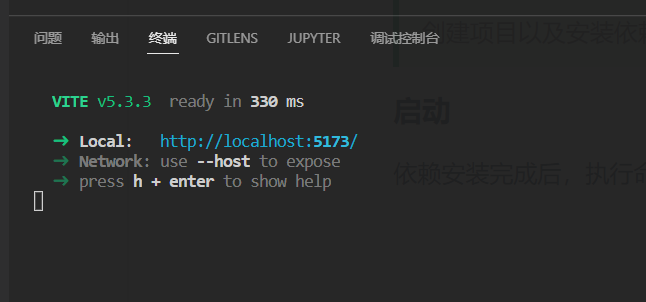 创建项目以及安装依赖
问题 输出 终端 GITLENS JUPYTER 调试控制台
VITE v5.3.3 ready in 330 ms
启动
➜ Local: http://localhost:5173/
➜ Network: use --host to expose
依赖安装完成后，执行命
➜ press h + enter to show help